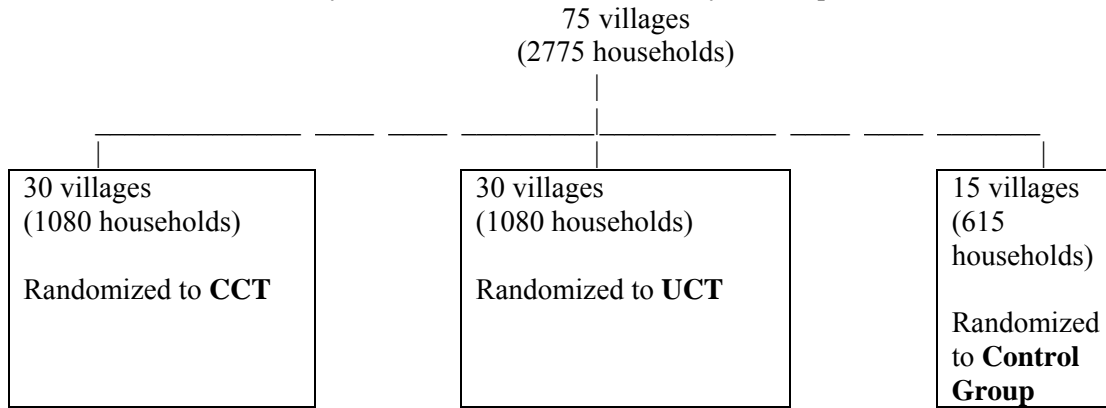 75 villages
(2775 households)
30 villages
(1080 households)
Randomized to CCT
30 villages
(1080 households)
Randomized to UCT
15 villages
(615
households)
Randomized
to Control
Group